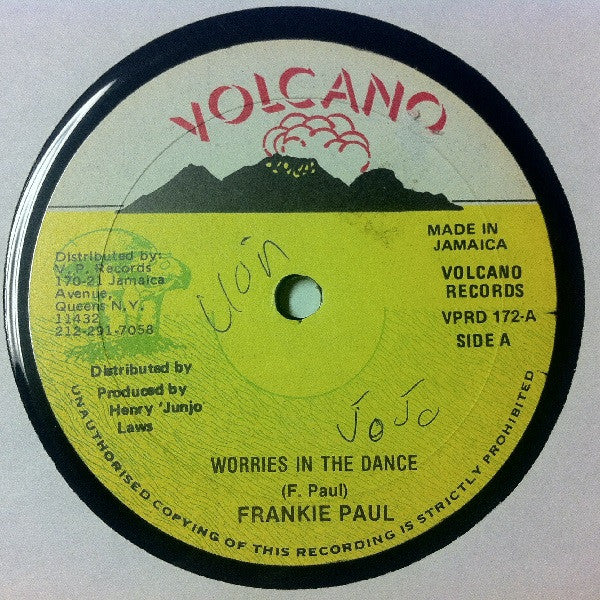 VOLCANO
Distributed by:
V. P. Records
170-21 Jamaica
Avenue,
Queens N.Y.
11432
212-291-7058
Distributed by
Produced by
Henry 'Junjo'
Laws
MADE IN
JAMAICA
VOLCANO
RECORDS
VPRD 172-A
SIDE A
JoJo
WORRIES IN THE DANCE
(F. Paul)
FRANKIE PAUL
UNAUTHORISED COPYING OF THIS RECORDING IS STRICTLY PROHIBITED